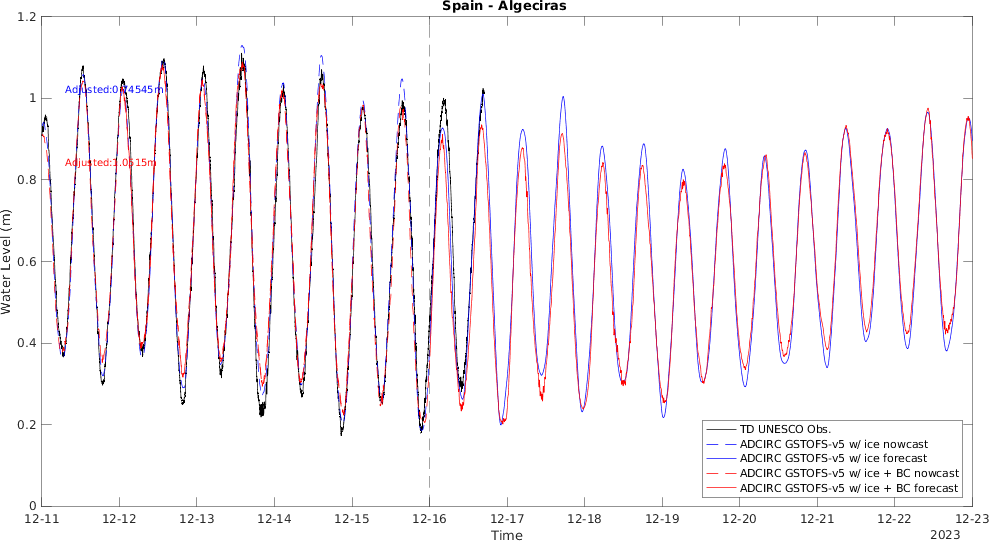 Spain - Algeciras
1.2
1
0.8
0.6
0.4
0.2
0
Water Level (m)
Adjusted:0.74545m
Adjusted:1.0515m
TD UNESCO Obs.
ADCIRC GSTOFS-v5 w/ ice nowcast
ADCIRC GSTOFS-v5 w/ ice forecast
ADCIRC GSTOFS-v5 w/ ice + BC nowcast
ADCIRC GSTOFS-v5 w/ ice + BC forecast
12-11 12-12 12-13 12-14 12-15 12-16 12-17 12-18 12-19 12-20 12-21 12-22 12-23
Time
2023